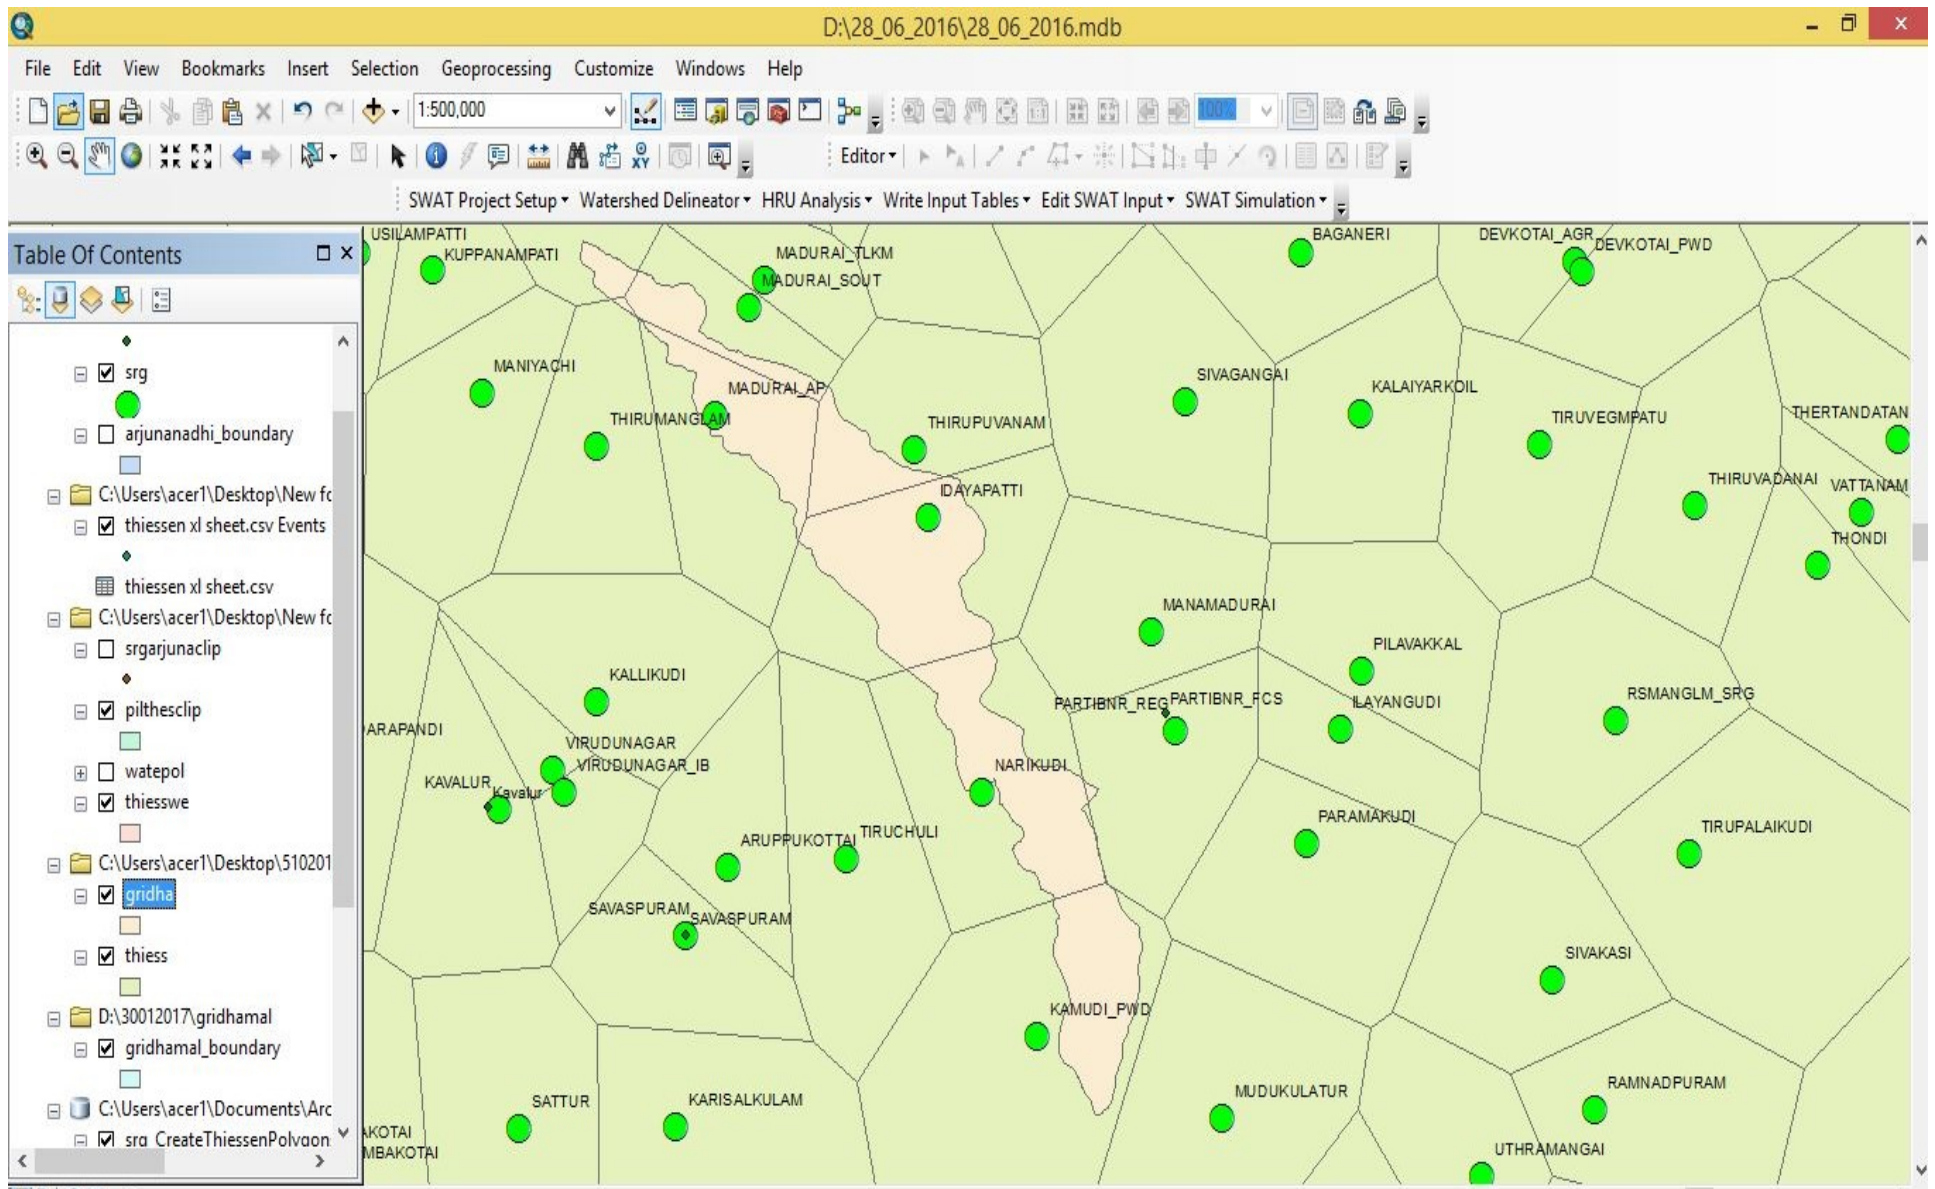 D:\28_06_2016\28_06_2016.mdb
File Edit View Bookmarks Insert Selection Geoprocessing Customize Windows Help
1:500,000
100%
Editor
SWAT Project Setup Watershed Delineator HRU Analysis Write Input Tables Edit SWAT Input SWAT Simulation
Table Of Contents
srg
arjunanadhi_boundary
C:\Users\acer1\Desktop\New fc
thiessen xl sheet.csv Events
thiessen xl sheet.csv
C:\Users\acer1\Desktop\New fc
srgarjunaclip
pilthesclip
watepol
thiesswe
C:\Users\acer1\Desktop\510201
gridha
thiess
D:\30012017\gridhamal
gridhamal_boundary
C:\Users\acer1\Documents\Arc
srg_CreateThiessenPolygon
USILAMPATTI
KUPPANAMPATI
MADURAI_TLKM
MADURAI_SOUT
BAGANERI
DEVKOTAI_AGR
DEVKOTAI_PWD
MANIYACHI
MADURAI_AP
THIRUMANGLAM
THIRUPUVANAM
SIVAGANGAI
KALAIYARKOIL
TIRUVEGMPATU
THERTANDATAN
IDAYAPATTI
THIRUVADANAI
VATTANAM
THONDI
MANAMADURAI
PILAVAKKAL
KALLIKUDI
PARTIBNR_REG
PARTIBNR_FCS
ILAYANGUDI
RSMANGLM_SRG
ARAPANDI
VIRUDUNAGAR
VIRUDUNAGAR_IB
NARIKUDI
KAVALUR
Kavalur
ARUPPUKOTTAI
TIRUCHULI
PARAMAKUDI
TIRUPALAIKUDI
SAVASPURAM
SAVASPURAM
SIVAKASI
KAMUDI_PWD
SATTUR
KARISALKULAM
MUDUKULATUR
RAMNADPURAM
AKOTAI
MBAKOTAI
UTHRAMANGAI